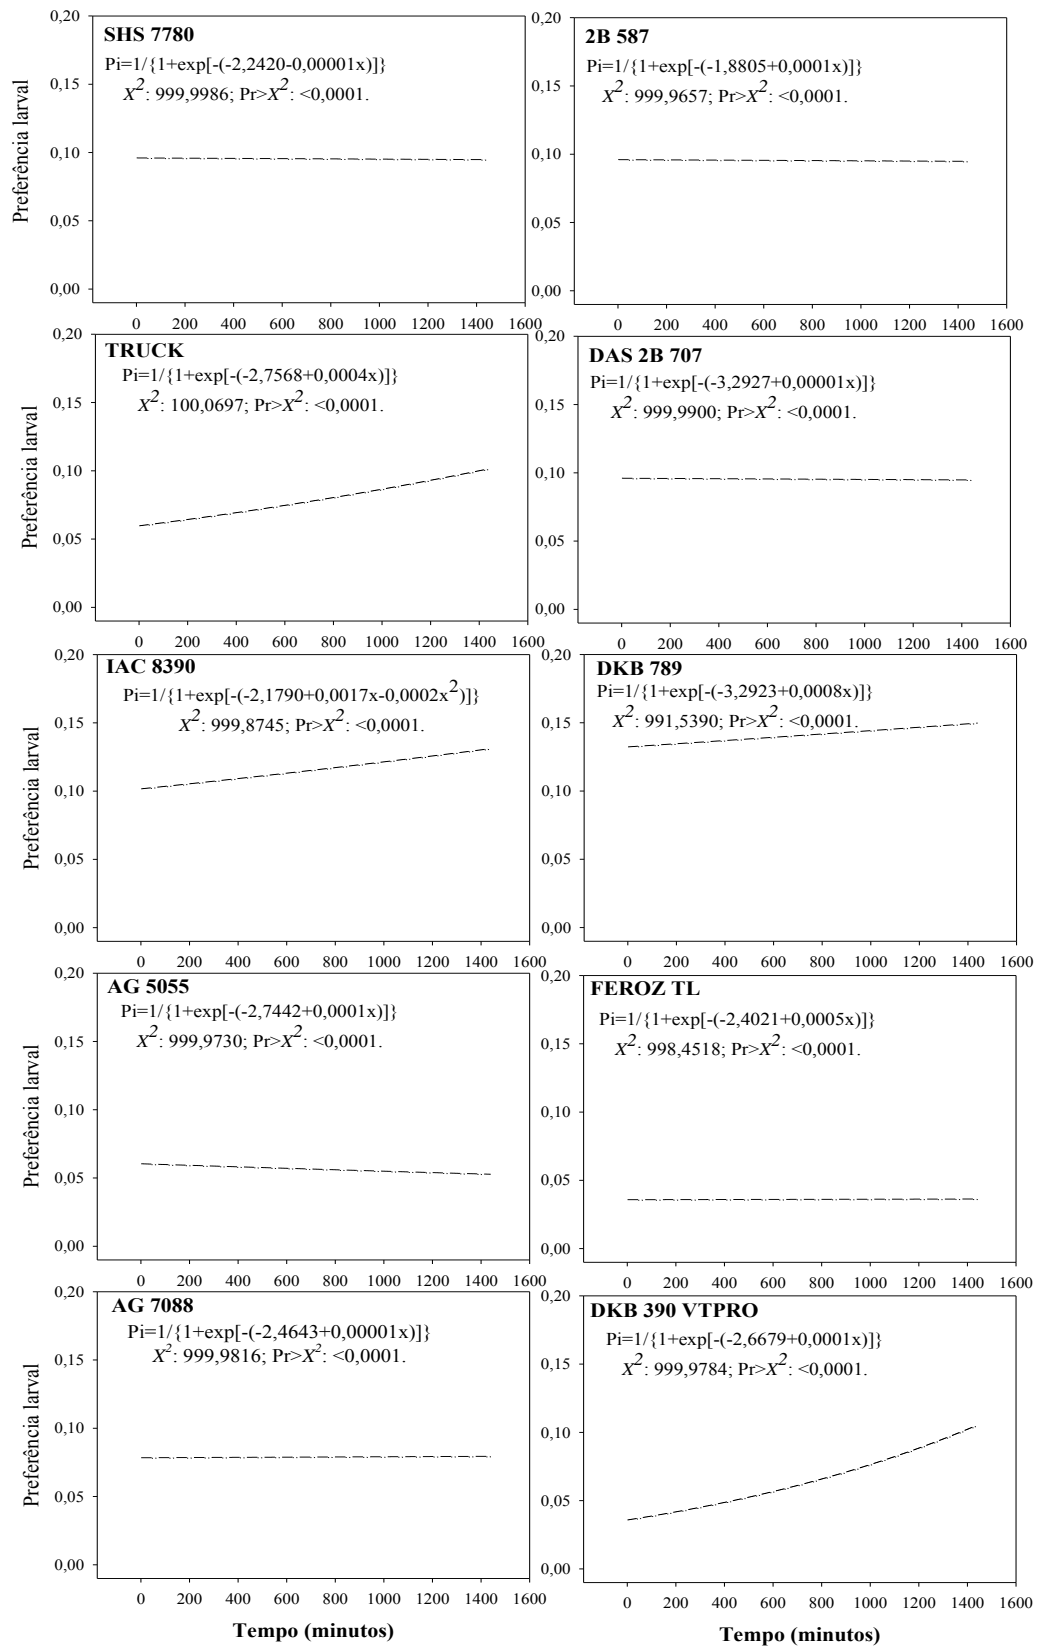 0,20
SHS 7780
Pi=1/{1+exp[-(-2,2420-0,00001x)]}
X²: 999,9986; Pr>X²: <0,0001.
0,15
0,10
0,05
0,00
Preferência larval
0 200 400 600 800 1000 1200 1400 1600
0,20
2B 587
Pi=1/{1+exp[-(-1,8805+0,0001x)]}
X²: 999,9657; Pr>X²: <0,0001.
0,15
0,10
0,05
0,00
0 200 400 600 800 1000 1200 1400 1600
0,20
TRUCK
Pi=1/{1+exp[-(-2,7568+0,0004x)]}
X²: 100,0697; Pr>X²: <0,0001.
0,15
0,10
0,05
0,00
Preferência larval
0 200 400 600 800 1000 1200 1400 1600
0,20
DAS 2B 707
Pi=1/{1+exp[-(-3,2927+0,00001x)]}
X²: 999,9900; Pr>X²: <0,0001.
0,15
0,10
0,05
0,00
0 200 400 600 800 1000 1200 1400 1600
0,20
IAC 8390
Pi=1/{1+exp[-(-2,1790+0,0017x-0,0002x²)]}
X²: 999,8745; Pr>X²: <0,0001.
0,15
0,10
0,05
0,00
Preferência larval
0 200 400 600 800 1000 1200 1400 1600
0,20
DKB 789
Pi=1/{1+exp[-(-3,2923+0,0008x)]}
X²: 991,5390; Pr>X²: <0,0001.
0,15
0,10
0,05
0,00
0 200 400 600 800 1000 1200 1400 1600
0,20
AG 5055
Pi=1/{1+exp[-(-2,7442+0,0001x)]}
X²: 999,9730; Pr>X²: <0,0001.
0,15
0,10
0,05
0,00
Preferência larval
0 200 400 600 800 1000 1200 1400 1600
0,20
FEROZ TL
Pi=1/{1+exp[-(-2,4021+0,0005x)]}
X²: 998,4518; Pr>X²: <0,0001.
0,15
0,10
0,05
0,00
0 200 400 600 800 1000 1200 1400 1600
0,20
AG 7088
Pi=1/{1+exp[-(-2,4643+0,00001x)]}
X²: 999,9816; Pr>X²: <0,0001.
0,15
0,10
0,05
0,00
Preferência larval
0 200 400 600 800 1000 1200 1400 1600
Tempo (minutos)
0,20
DKB 390 VTPRO
Pi=1/{1+exp[-(-2,6679+0,0001x)]}
X²: 999,9784; Pr>X²: <0,0001.
0,15
0,10
0,05
0,00
0 200 400 600 800 1000 1200 1400 1600
Tempo (minutos)